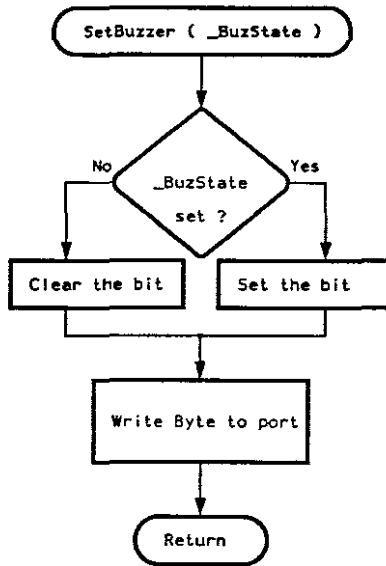 SetBuzzer ( _BuzState )
No
Yes
_BuzState
set ?
Clear the bit
Set the bit
Write Byte to port
Return